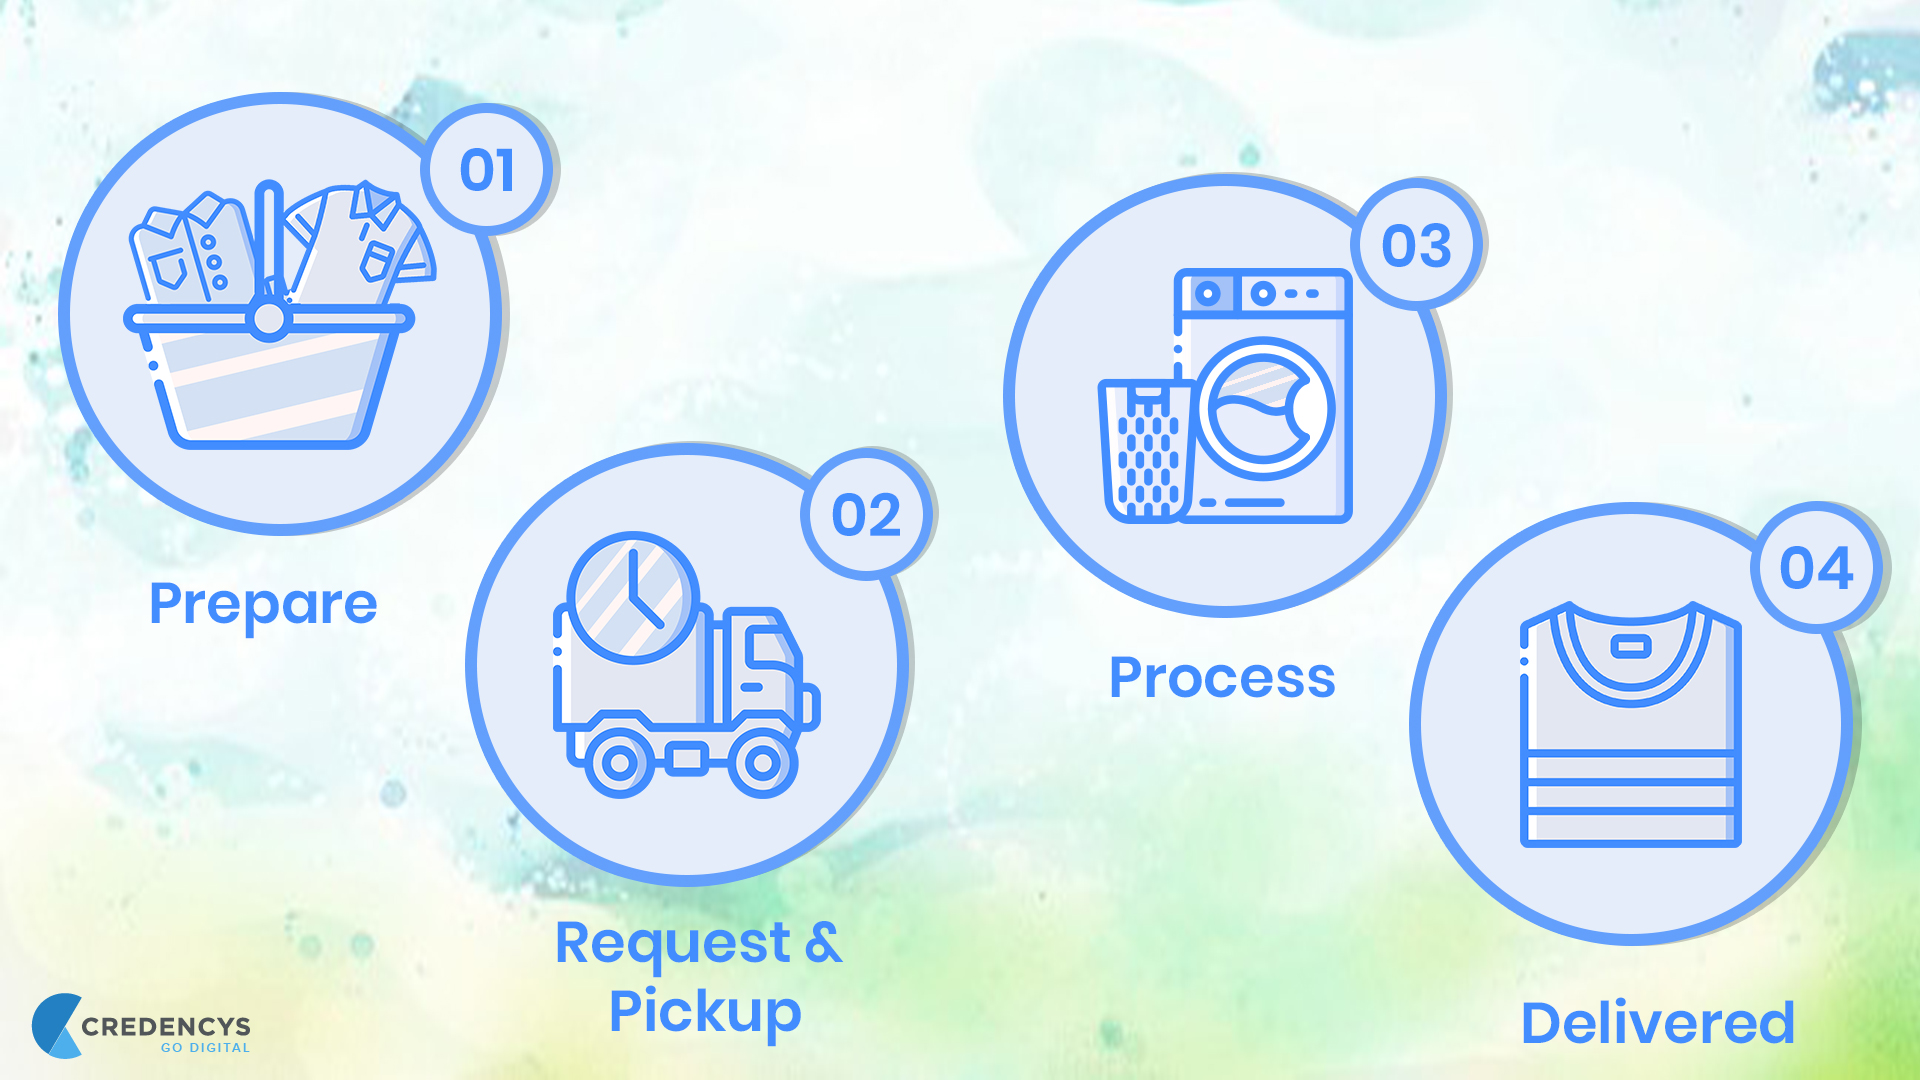 01
Prepare
02
Request &
Pickup
03
Process
04
Delivered
CREDENCYS
GO DIGITAL